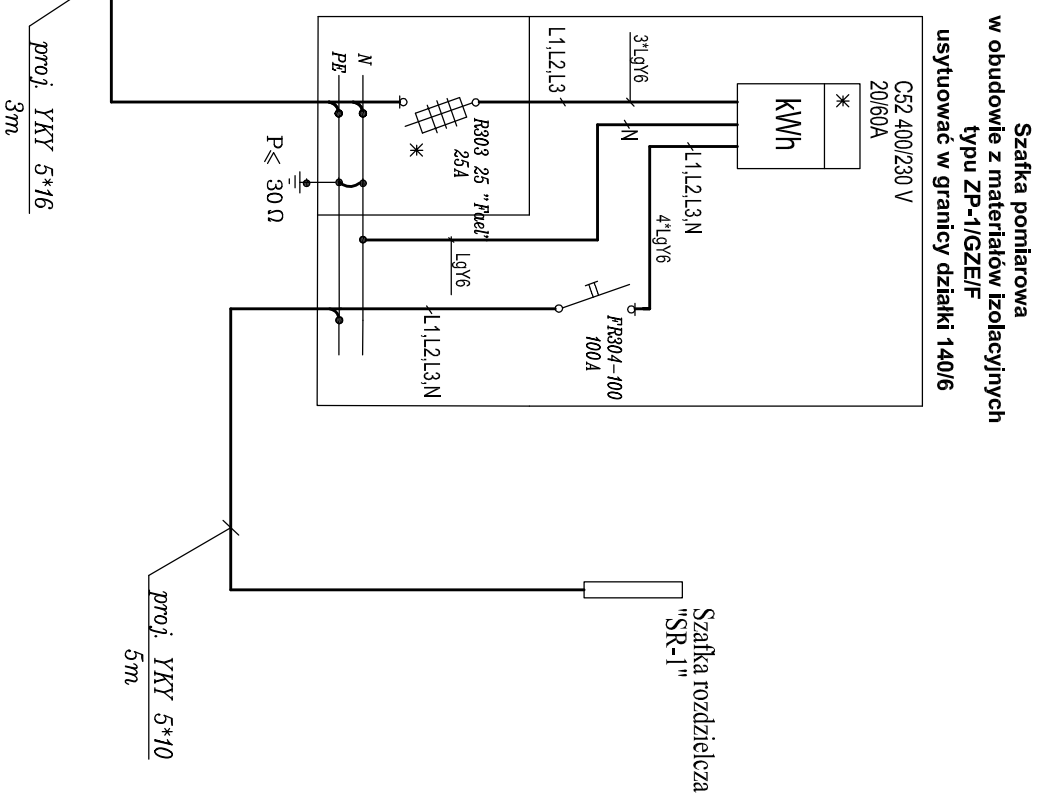 Szafka pomiarowa
w obudowie z materiałów izolacyjnych
typu ZP-1/GZE/F
usytuować w granicy działki 140/6
C52 400/230 V
20/60A
*
kWh
3*LgY6
L1,L2,L3
N
L1,L2,L3,N
4*LgY6
R303 25 "Fael"
25A
*
N
PE
P≤ 30Ω
LgY6
FR304-100
100A
L1,L2,L3,N
proj. YKY 5*16
3m
Szafka rozdzielcza
"SR-1"
proj. YKY 5*10
5m